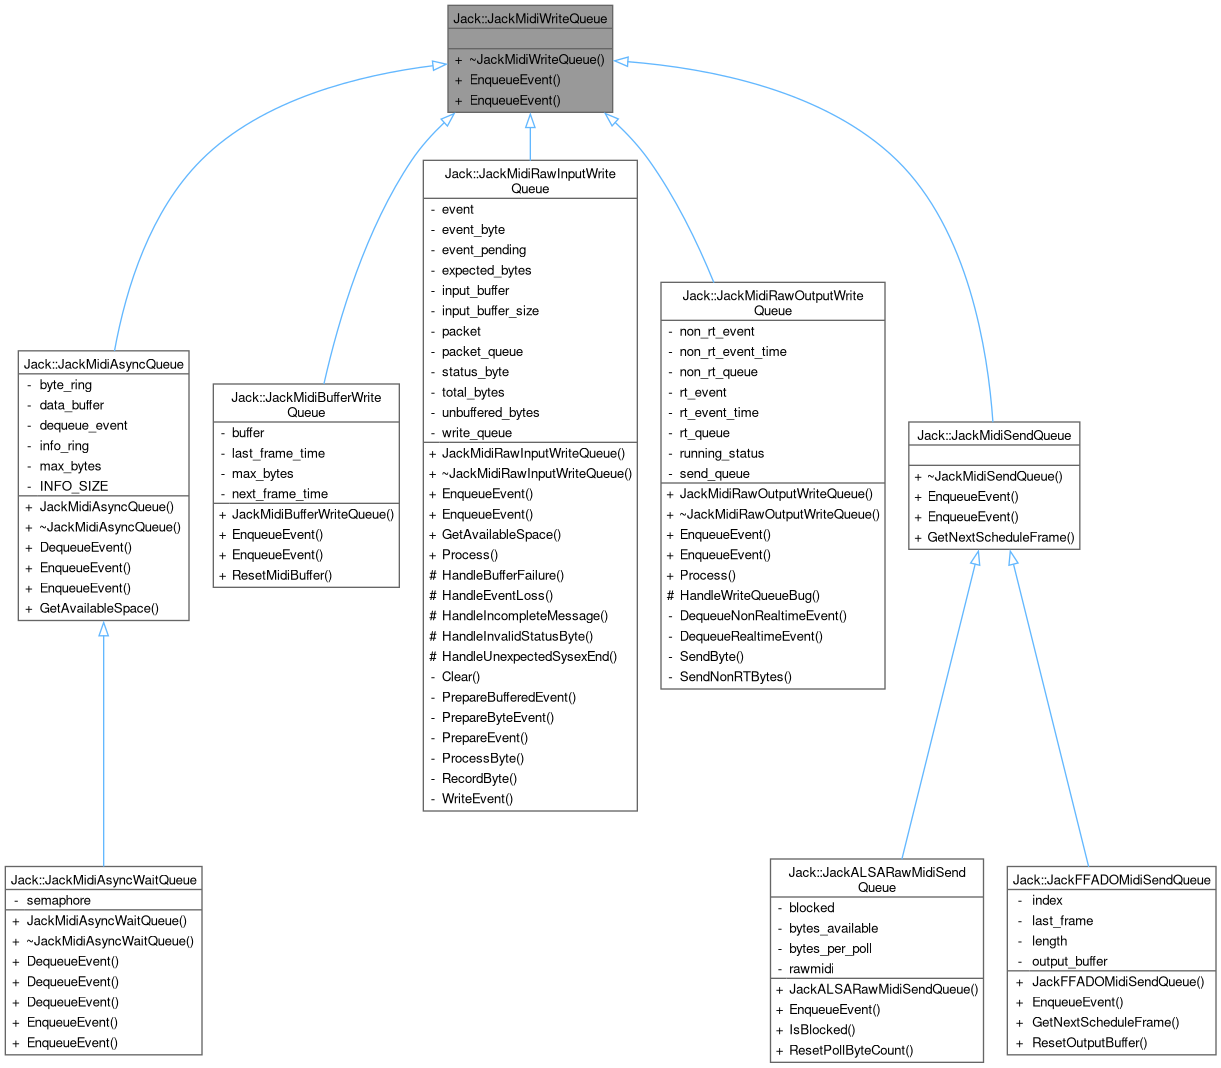 Jack::JackMidiWriteQueue
+ ~JackMidiWriteQueue()
+ EnqueueEvent()
+ EnqueueEvent()
Jack::JackMidiRawInputWrite
Queue
- event
- event_byte
- event_pending
- expected_bytes
- input_buffer
- input_buffer_size
- packet
- packet_queue
- status_byte
- total_bytes
- unbuffered_bytes
- write_queue
+ JackMidiRawInputWriteQueue()
+ ~JackMidiRawInputWriteQueue()
+ EnqueueEvent()
+ EnqueueEvent()
+ GetAvailableSpace()
+ Process()
# HandleBufferFailure()
# HandleEventLoss()
# HandleIncompleteMessage()
# HandleInvalidStatusByte()
# HandleUnexpectedSysexEnd()
- Clear()
- PrepareBufferedEvent()
- PrepareByteEvent()
- PrepareEvent()
- ProcessByte()
- RecordByte()
- WriteEvent()
Jack::JackMidiRawOutputWrite
Queue
- non_rt_event
- non_rt_event_time
- non_rt_queue
- rt_event
- rt_event_time
- rt_queue
- running_status
- send_queue
+ JackMidiRawOutputWriteQueue()
+ ~JackMidiRawOutputWriteQueue()
+ EnqueueEvent()
+ EnqueueEvent()
+ Process()
# HandleWriteQueueBug()
- DequeueNonRealtimeEvent()
- DequeueRealtimeEvent()
- SendByte()
- SendNonRTBytes()
Jack::JackMidiAsyncQueue
- byte_ring
- data_buffer
- dequeue_event
- info_ring
- max_bytes
- INFO_SIZE
+ JackMidiAsyncQueue()
+ ~JackMidiAsyncQueue()
+ DequeueEvent()
+ EnqueueEvent()
+ EnqueueEvent()
+ GetAvailableSpace()
Jack::JackMidiBufferWrite
Queue
- buffer
- last_frame_time
- max_bytes
- next_frame_time
+ JackMidiBufferWriteQueue()
+ EnqueueEvent()
+ EnqueueEvent()
+ ResetMidiBuffer()
Jack::JackMidiSendQueue
+ ~JackMidiSendQueue()
+ EnqueueEvent()
+ EnqueueEvent()
+ GetNextScheduleFrame()
Jack::JackMidiAsyncWaitQueue
- semaphore
+ JackMidiAsyncWaitQueue()
+ ~JackMidiAsyncWaitQueue()
+ DequeueEvent()
+ DequeueEvent()
+ DequeueEvent()
+ EnqueueEvent()
+ EnqueueEvent()
Jack::JackALSARawMidiSend
Queue
- blocked
- bytes_available
- bytes_per_poll
- rawmidi
+ JackALSARawMidiSendQueue()
+ EnqueueEvent()
+ IsBlocked()
+ ResetPollByteCount()
Jack::JackFFADOMidiSendQueue
- index
- last_frame
- length
- output_buffer
+ JackFFADOMidiSendQueue()
+ EnqueueEvent()
+ GetNextScheduleFrame()
+ ResetOutputBuffer()